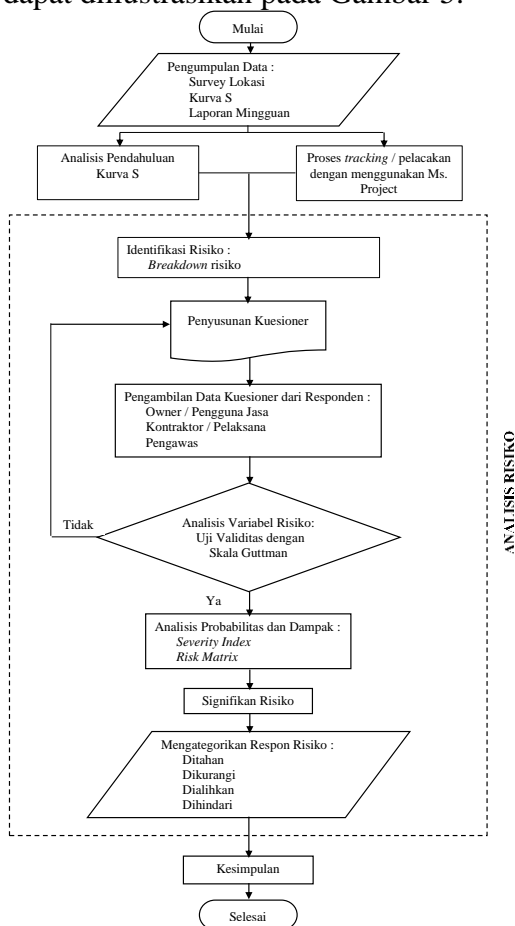 dapat diilustrasikan pada Gambar 3.
Mulai
Pengumpulan Data :
Survey Lokasi
Kurva S
Laporan Mingguan
Analisis Pendahuluan
Kurva S
Proses tracking / pelacakan
dengan menggunakan Ms.
Project
Identifikasi Risiko :
Breakdown risiko
Penyusunan Kuesioner
Pengambilan Data Kuesioner dari Responden :
Owner / Pengguna Jasa
Kontraktor / Pelaksana
Pengawas
Tidak
Analisis Variabel Risiko:
Uji Validitas dengan
Skala Guttman
Ya
Analisis Probabilitas dan Dampak :
Severity Index
Risk Matrix
Signifikan Risiko
Mengategorikan Respon Risiko :
Ditahan
Dikurangi
Dialihkan
Dihindari
ANALISIS RISIKO
Kesimpulan
Selesai